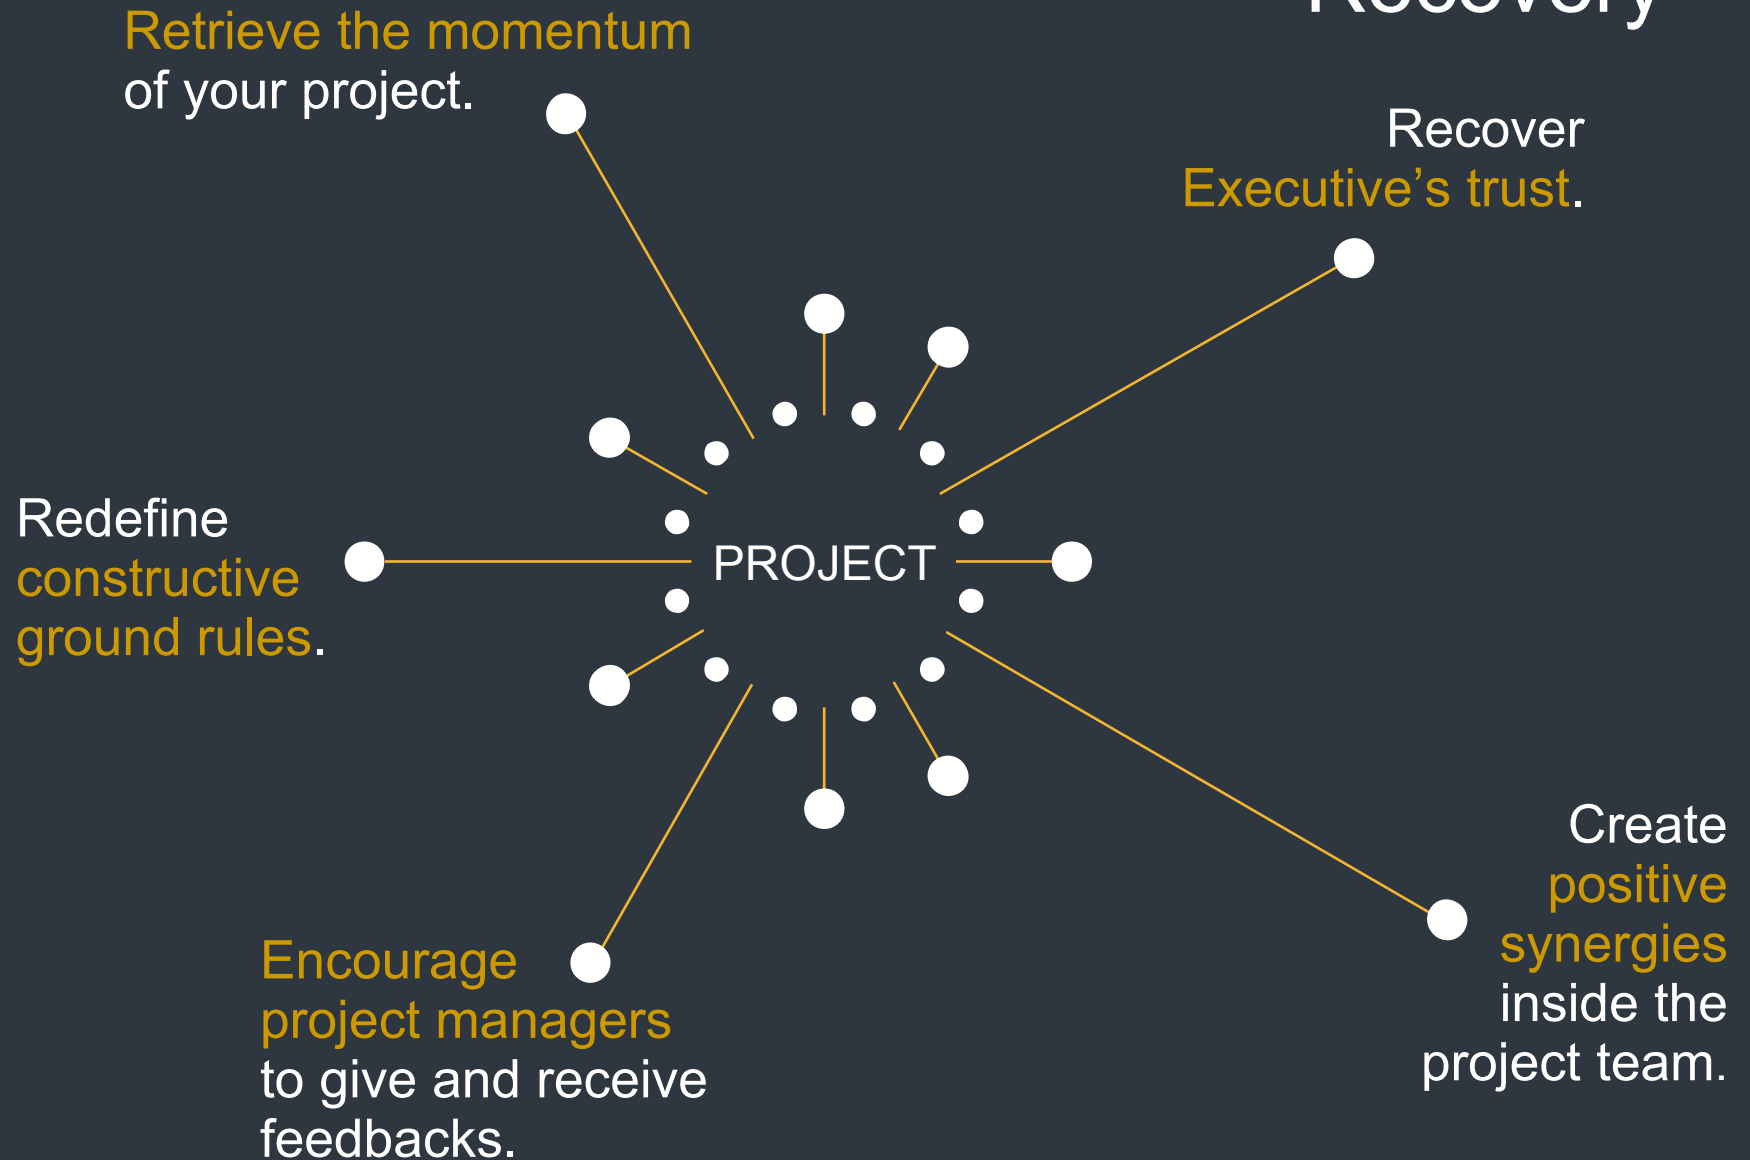 Recovery
Retrieve the momentum
of your project.
Recover
Executive’s trust.
Redefine
constructive
ground rules.
PROJECT
Create
positive
synergies
inside the
project team.
Encourage
project managers
to give and receive
feedbacks.